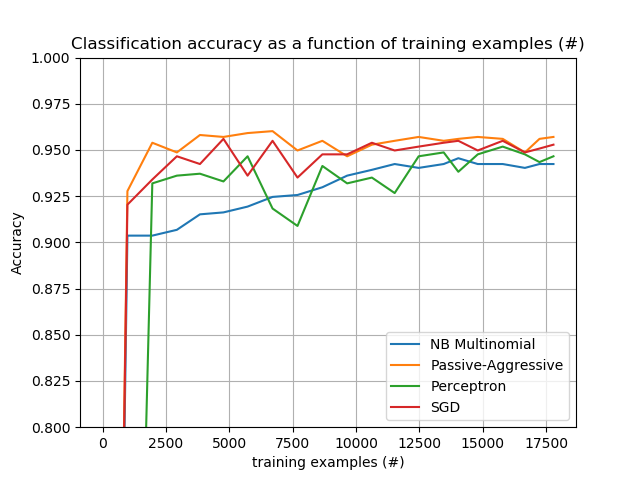 Classification accuracy as a function of training examples (#)
1.000
0.975
0.950
0.925
0.900
0.875
0.850
0.825
0.800
Accuracy
NB Multinomial
Passive-Aggressive
Perceptron
SGD
0 2500 5000 7500 10000 12500 15000 17500
training examples (#)